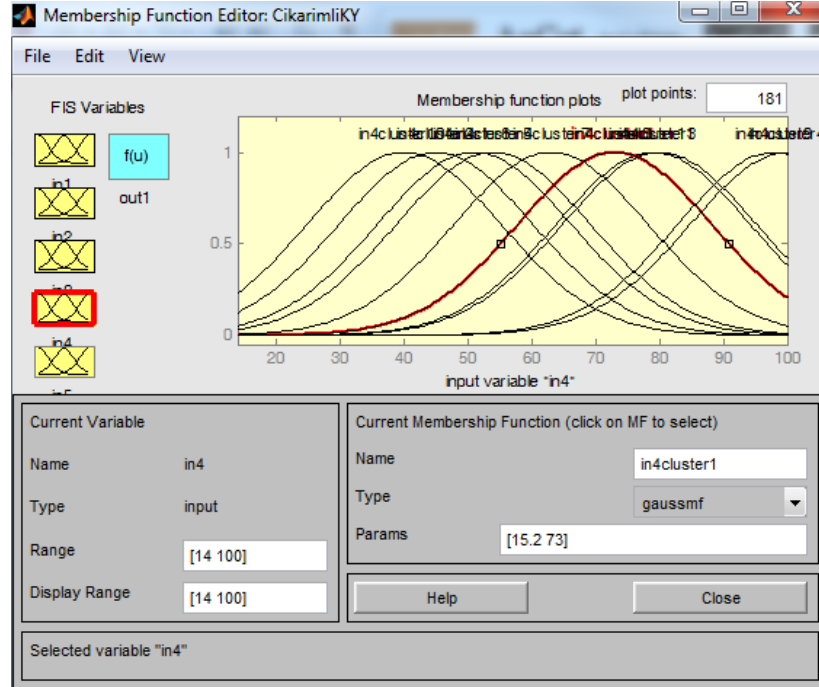 Membership Function Editor: CikarimliKY
File Edit View
FIS Variables
f(u)
in1
out1
in2
in4
Membership function plots
plot points:
181
1
0.5
0
20 30 40 50 60 70 80 90 100
input variable "in4"
Current Variable
Name in4
Type input
Range [14 100]
Display Range [14 100]
Current Membership Function (click on MF to select)
Name in4cluster1
Type gaussmf
Params [15.2 73]
Help Close
Selected variable "in4"